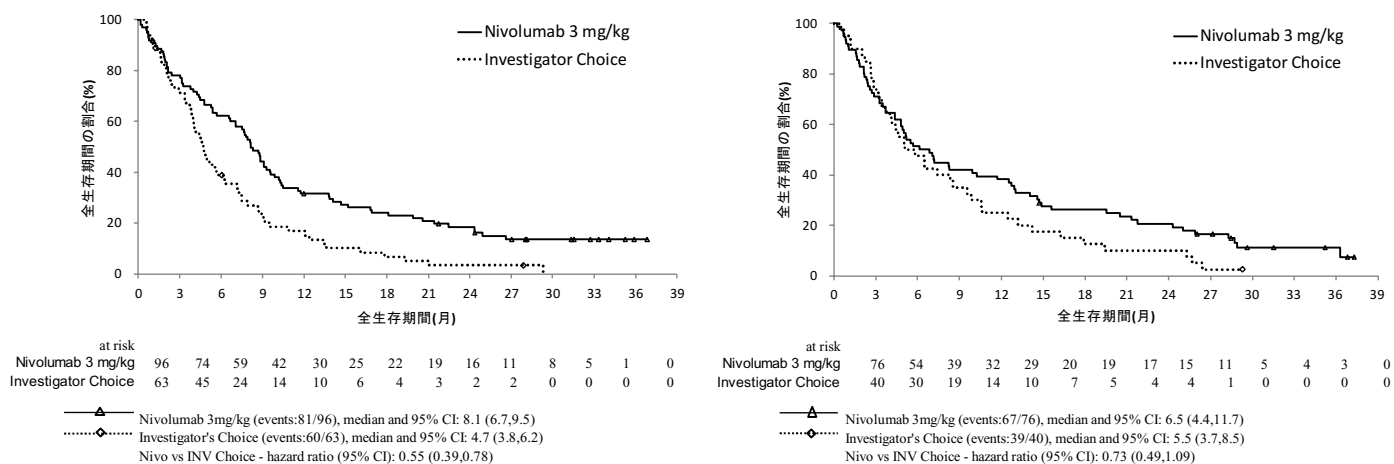 100
80
60
40
20
0
全生存期間の割合(%)
Nivolumab 3 mg/kg
Investigator Choice
0 3 6 9 12 15 18 21 24 27 30 33 36 39
全生存期間(月)
at risk
Nivolumab 3 mg/kg 96 74 59 42 30 25 22 19 16 11 8 5 1 0
Investigator Choice 63 45 24 14 10 6 4 3 2 2 0 0 0 0
Nivolumab 3mg/kg (events:81/96), median and 95% CI: 8.1 (6.7,9.5)
Investigator's Choice (events:60/63), median and 95% CI: 4.7 (3.8,6.2)
Nivo vs INV Choice - hazard ratio (95% CI): 0.55 (0.39,0.78)
100
80
60
40
20
0
全生存期間の割合(%)
Nivolumab 3 mg/kg
Investigator Choice
0 3 6 9 12 15 18 21 24 27 30 33 36 39
全生存期間(月)
at risk
Nivolumab 3 mg/kg 76 54 39 32 29 20 19 17 15 11 5 4 3 0
Investigator Choice 40 30 19 14 10 7 5 4 4 1 0 0 0 0
Nivolumab 3mg/kg (events:67/76), median and 95% CI: 6.5 (4.4,11.7)
Investigator's Choice (events:39/40), median and 95% CI: 5.5 (3.7,8.5)
Nivo vs INV Choice - hazard ratio (95% CI): 0.73 (0.49,1.09)